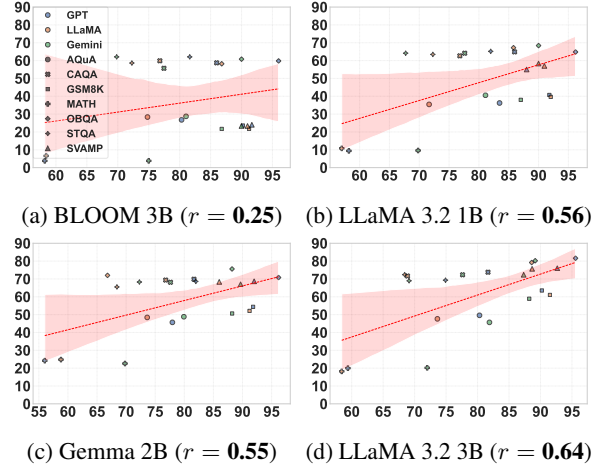 90
80
70
60
50
40
30
20
10
0
GPT
LLaMA
Gemini
AQuA
CAQA
GSM8K
MATH
OBQA
STQA
SVAMP
60 65 70 75 80 85 90 95
(a) BLOOM 3B (r = 0.25)
90
80
70
60
50
40
30
20
10
0
60 65 70 75 80 85 90 95
(b) LLaMA 3.2 1B (r = 0.56)
90
80
70
60
50
40
30
20
10
0
55 60 65 70 75 80 85 90 95
(c) Gemma 2B (r = 0.55)
90
80
70
60
50
40
30
20
10
0
60 65 70 75 80 85 90 95
(d) LLaMA 3.2 3B (r = 0.64)